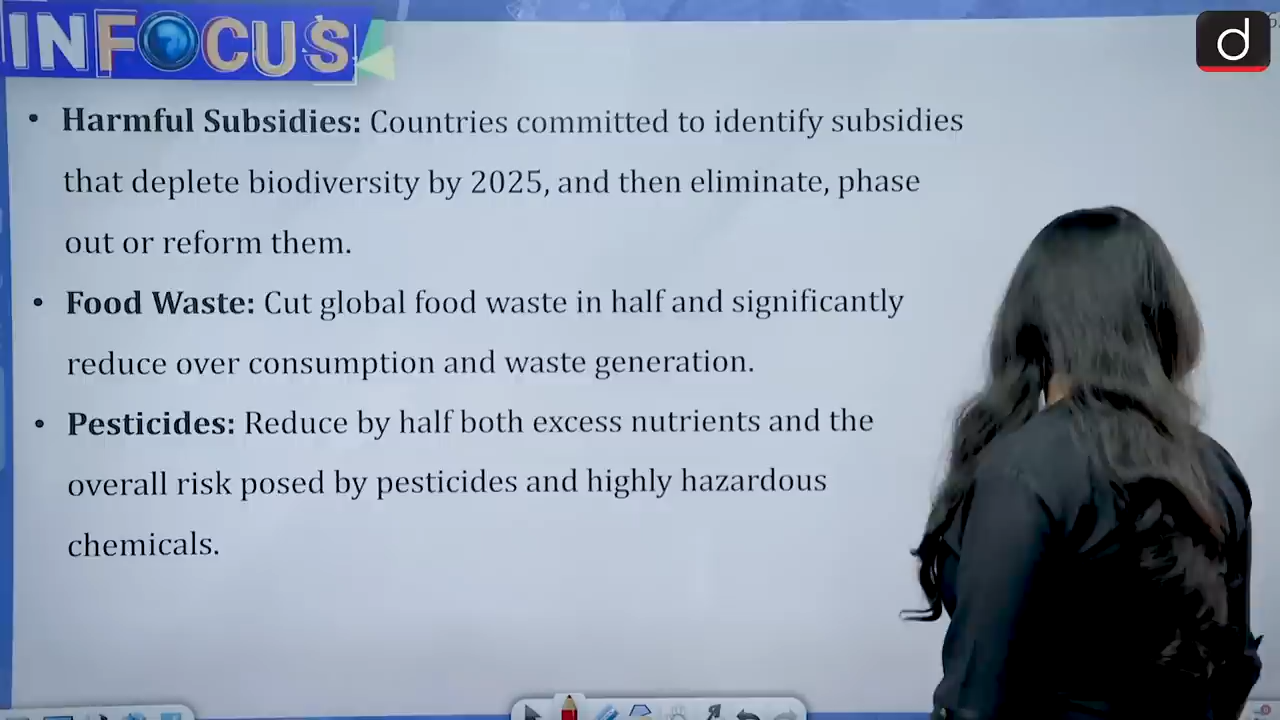 INFOCUS
d
• Harmful Subsidies: Countries committed to identify subsidies
that deplete biodiversity by 2025, and then eliminate, phase
out or reform them.
• Food Waste: Cut global food waste in half and significantly
reduce over consumption and waste generation.
• Pesticides: Reduce by half both excess nutrients and the
overall risk posed by pesticides and highly hazardous
chemicals.